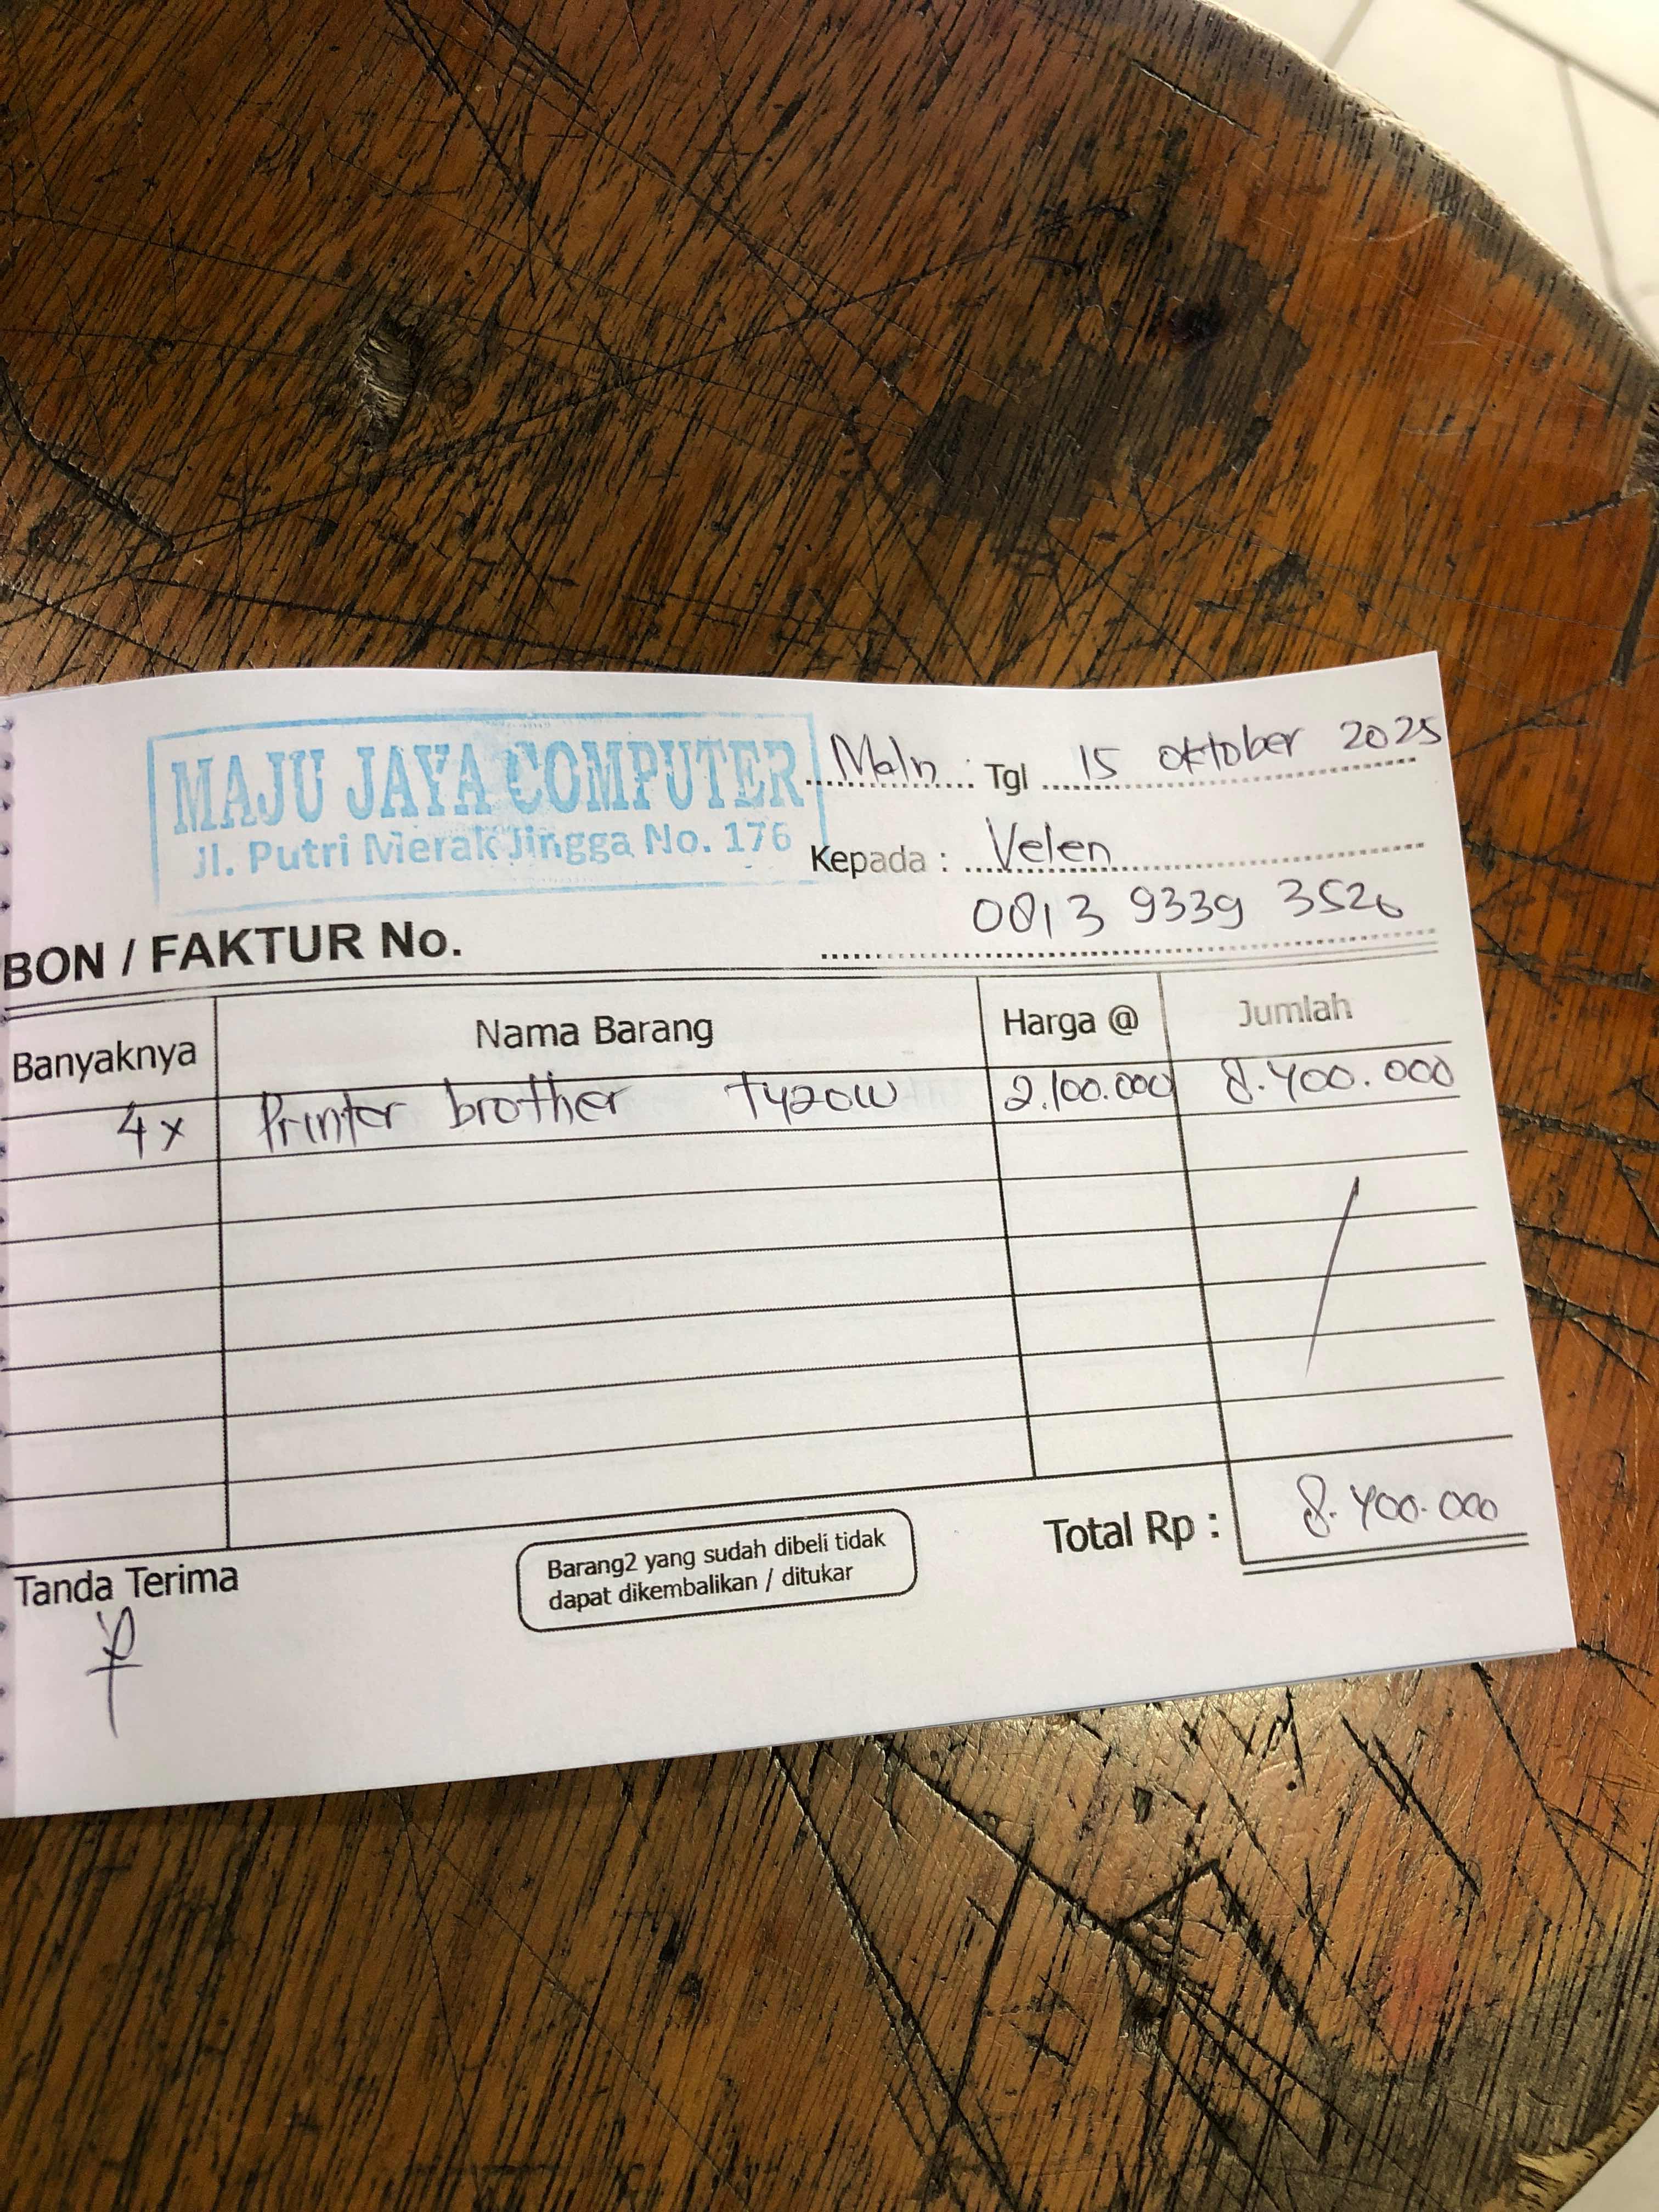 MAJU JAYA COMPUTER
Jl. Putri Merak Jingga No. 176
Mdn : Tgl 15 oktober 2025
Kepada : Velen
0813 9339 3526
BON / FAKTUR No.
Banyaknya Nama Barang Harga @ Jumlah
4x Printer brother T420W 2.100.000 8.400.000
Total Rp : 8.400.000
Tanda Terima
Barang2 yang sudah dibeli tidak
dapat dikembalikan / ditukar